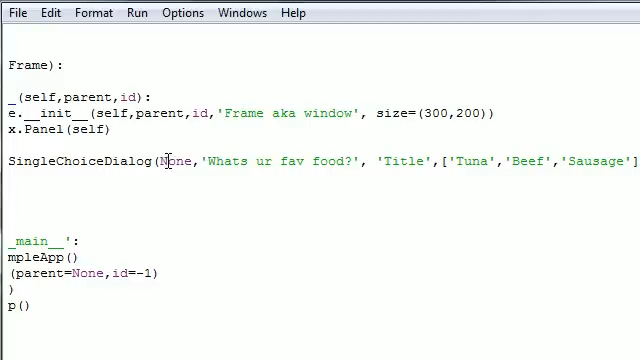 File Edit Format Run Options Windows Help
Frame):
_(self,parent,id):
e.__init__(self,parent,id,'Frame aka window', size=(300,200))
x.Panel(self)
SingleChoiceDialog(None,'Whats ur fav food?', 'Title',['Tuna','Beef','Sausage']
_main__':
mpleApp()
(parent=None,id=-1)
)
p()